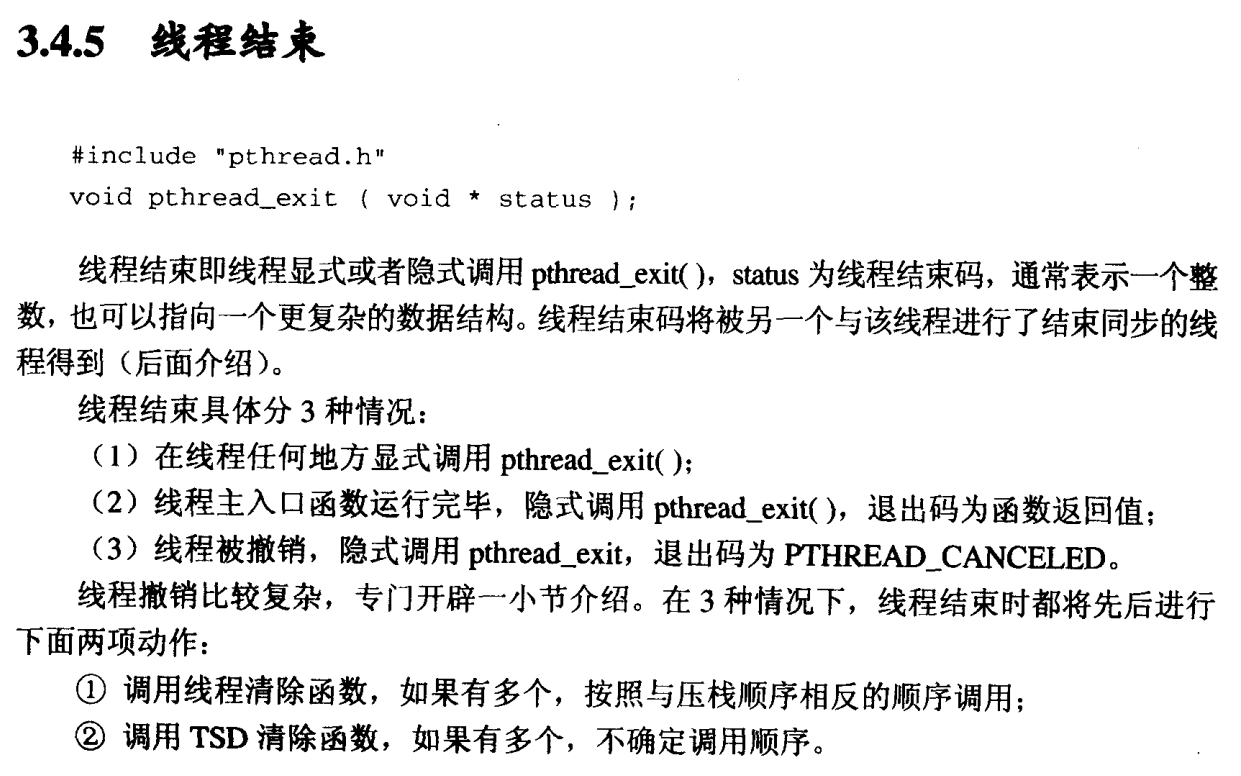 3.4.5 线程结束
#include "pthread.h"
void pthread_exit ( void * status );
线程结束即线程显式或者隐式调用 pthread_exit( )，status 为线程结束码，通常表示一个整
数，也可以指向一个更复杂的数据结构。线程结束码将被另一个与该线程进行了结束同步的线
程得到（后面介绍）。
线程结束具体分 3 种情况：
（1）在线程任何地方显式调用 pthread_exit( );
（2）线程主入口函数运行完毕，隐式调用 pthread_exit( )，退出码为函数返回值；
（3）线程被撤销，隐式调用 pthread_exit，退出码为 PTHREAD_CANCELED。
线程撤销比较复杂，专门开辟一小节介绍。在 3 种情况下，线程结束时都将先后进行
下面两项动作：
① 调用线程清除函数，如果有多个，按照与压栈顺序相反的顺序调用；
② 调用 TSD 清除函数，如果有多个，不确定调用顺序。